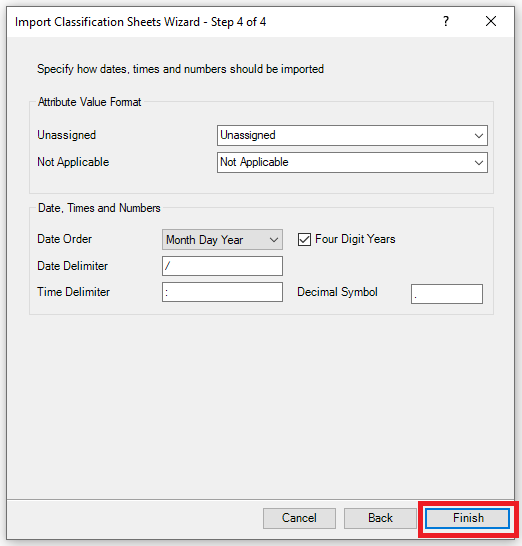 Import Classification Sheets Wizard - Step 4 of 4 ?
Specify how dates, times and numbers should be imported
Attribute Value Format
Unassigned Unassigned
Not Applicable Not Applicable
Date, Times and Numbers
Date Order Month Day Year Four Digit Years
Date Delimiter /
Time Delimiter : Decimal Symbol .
Cancel Back Finish